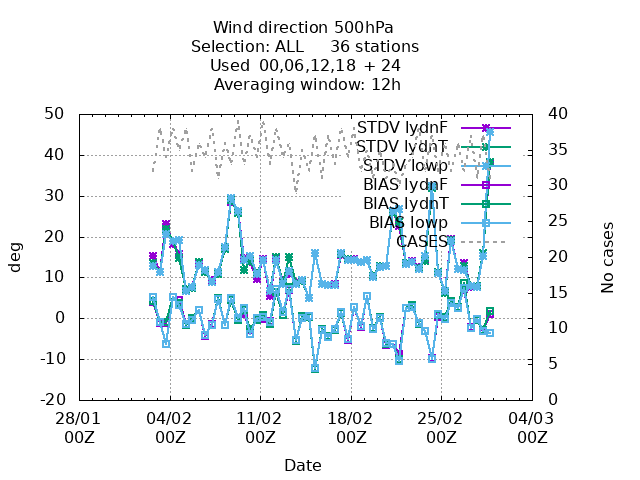 Wind direction 500hPa
Selection: ALL 36 stations
Used 00,06,12,18 + 24
Averaging window: 12h
STDV lydnF
STDV lydnT
STDV lowp
BIAS lydnF
BIAS lydnT
BIAS lowp
CASES
50
40
30
20
10
0
-10
-20
deg
40
35
30
25
20
15
10
5
0
No cases
28/01 04/02 11/02 18/02 25/02 04/03
00Z 00Z 00Z 00Z 00Z 00Z
Date